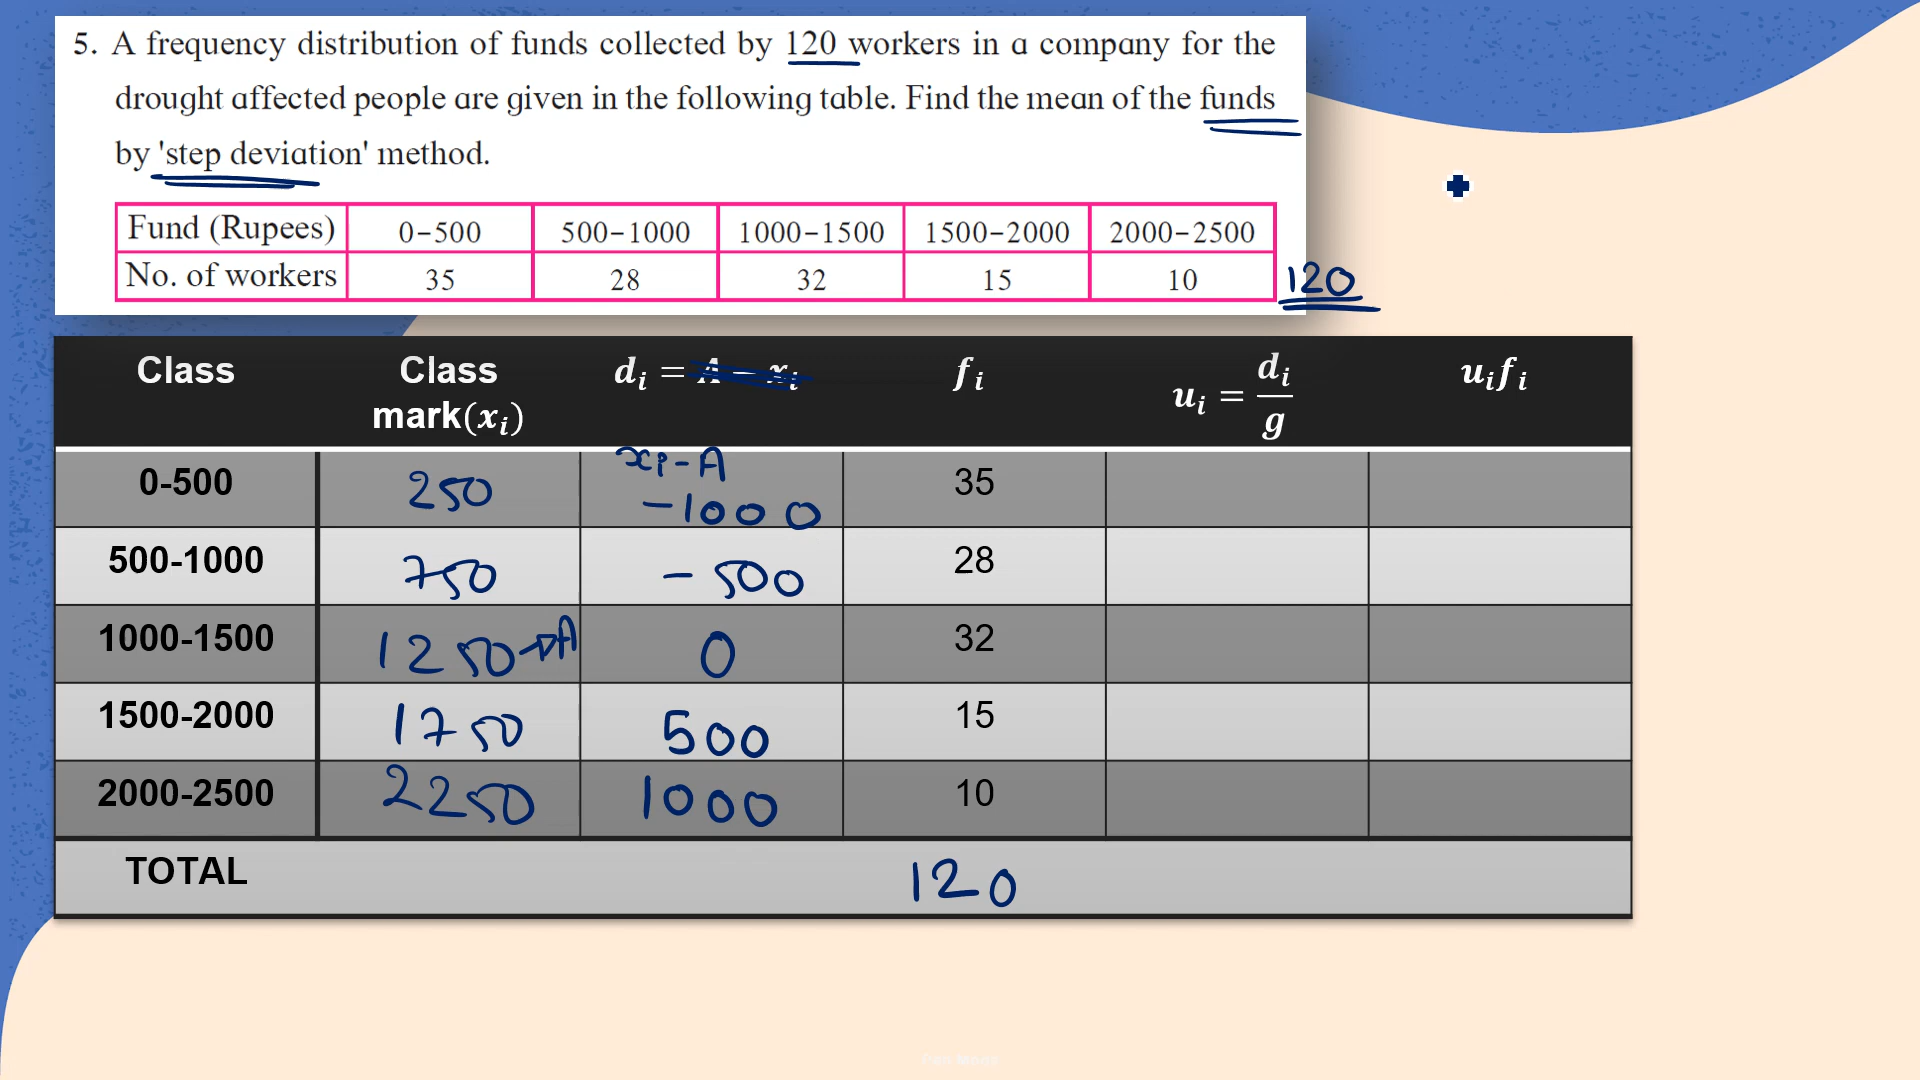 5. A frequency distribution of funds collected by 120 workers in a company for the
drought affected people are given in the following table. Find the mean of the funds
by 'step deviation' method.
Fund (Rupees) 0-500 500-1000 1000-1500 1500-2000 2000-2500
No. of workers 35 28 32 15 10 120
Class Class mark(xᵢ) dᵢ = A - xᵢ fᵢ uᵢ = dᵢ/g uᵢfᵢ
xi-A
0-500 250 -1000 35
500-1000 750 - 500 28
1000-1500 1250→A 0 32
1500-2000 1750 500 15
2000-2500 2250 1000 10
TOTAL 120
Pen Mode